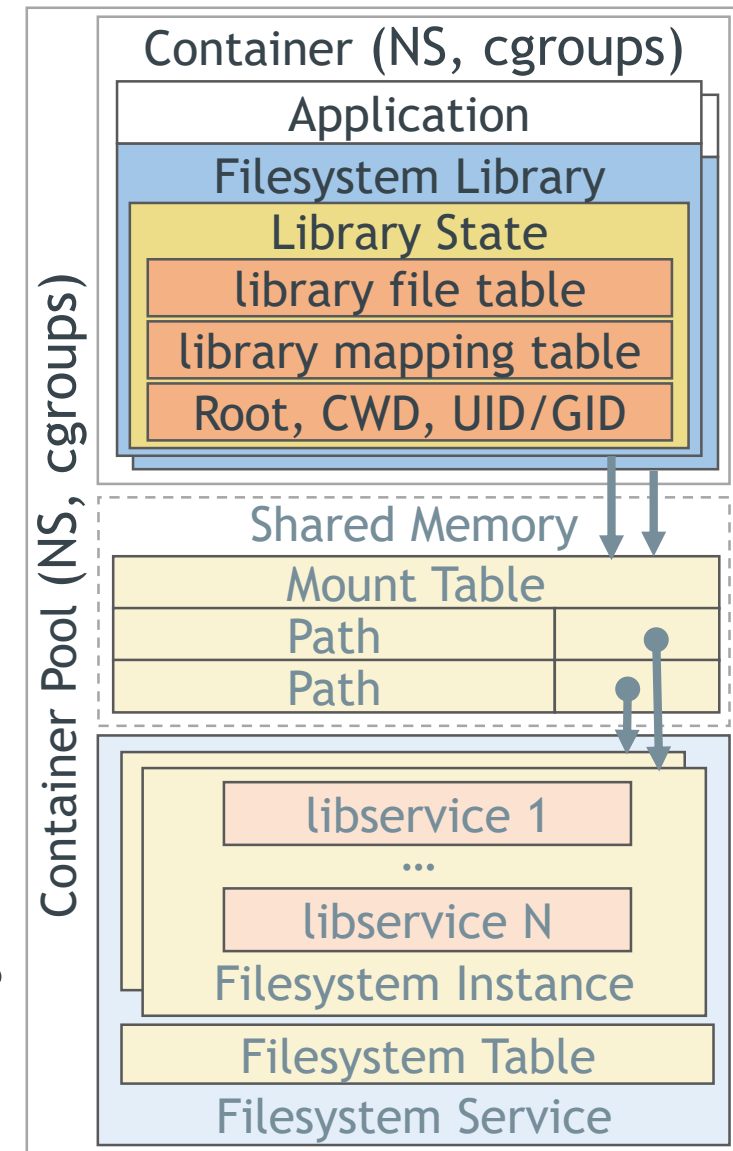 Container Pool (NS, cgroups)
Container (NS, cgroups)
Application
Filesystem Library
Library State
library file table
library mapping table
Root, CWD, UID/GID
Shared Memory
Mount Table
Path
Path
libservice 1
...
libservice N
Filesystem Instance
Filesystem Table
Filesystem Service